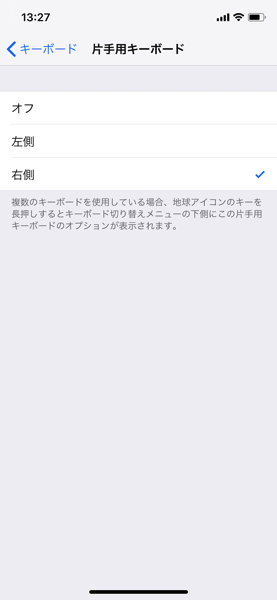 13:27
キーボード 片手用キーボード
オフ
左側
右側
複数のキーボードを使用している場合、地球アイコンのキーを
長押しするとキーボード切り替えメニューの下側にこの片手用
キーボードのオプションが表示されます。